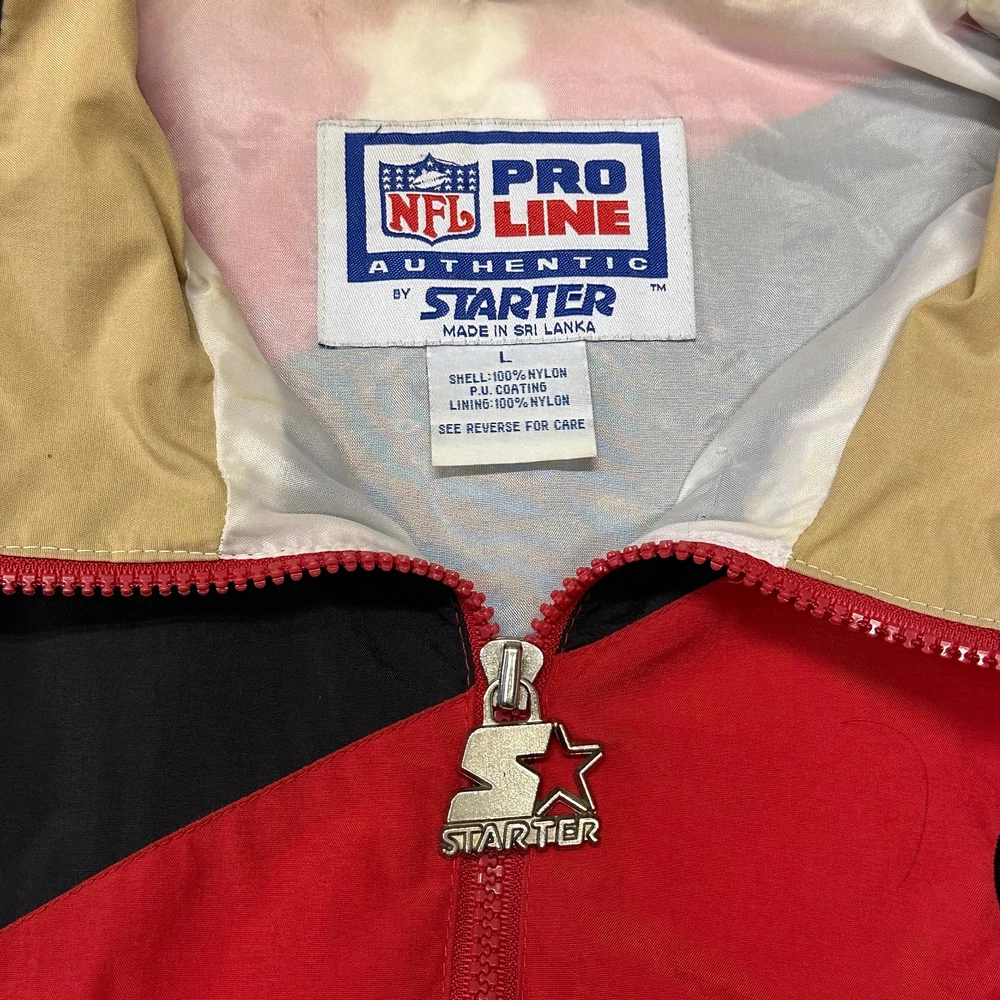 NFL
PRO
LINE
AUTHENTIC
BY STARTER ™
MADE IN SRI LANKA
L
SHELL:100% NYLON
P.U. COATING
LINING:100% NYLON
SEE REVERSE FOR CARE
S
STARTER